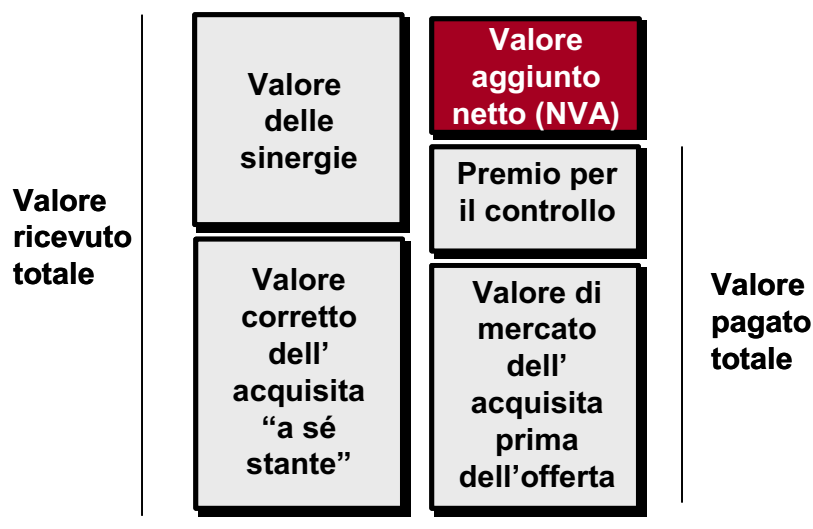 Valore
ricevuto
totale
Valore
delle
sinergie
Valore
corretto
dell’
acquisita
“a sé
stante”
Valore
aggiunto
netto (NVA)
Premio per
il controllo
Valore di
mercato
dell’
acquisita
prima
dell’offerta
Valore
pagato
totale